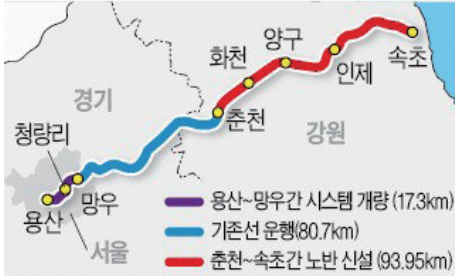 양구
화천
속초
인제
경기
춘천
강원
청량리
망우
용산
서울
용산~망우간 시스템 개량 (17.3km)
기존선 운행(80.7km)
춘천~속초간 노반 신설 (93.95km)